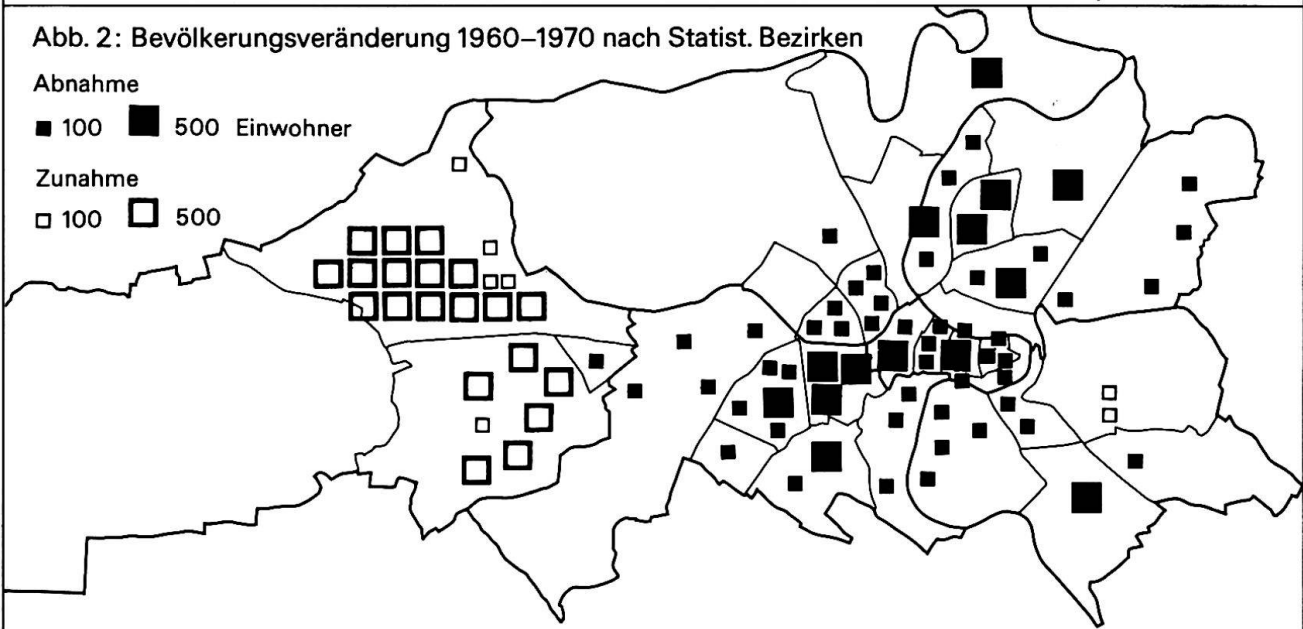 Abb. 2: Bevölkerungsveränderung 1960–1970 nach Statist. Bezirken
Abnahme
100 500 Einwohner
Zunahme
100 500